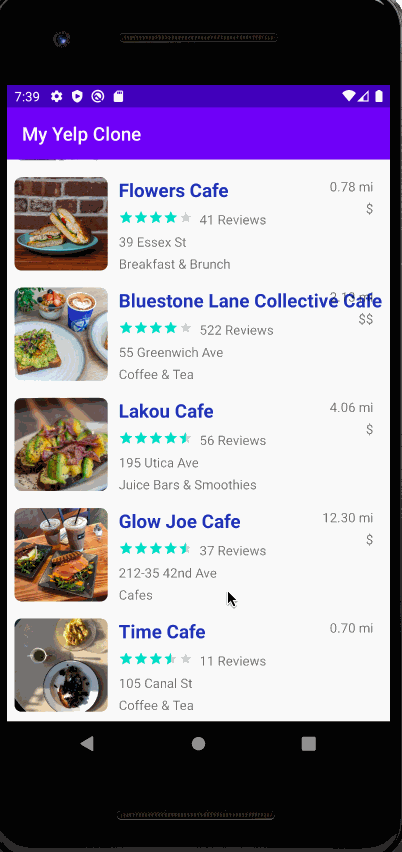 7:39
My Yelp Clone
Flowers Cafe
0.78 mi
41 Reviews
$
39 Essex St
Breakfast & Brunch
Bluestone Lane Collective Cafe
522 Reviews
$$
55 Greenwich Ave
Coffee & Tea
Lakou Cafe
4.06 mi
56 Reviews
$
195 Utica Ave
Juice Bars & Smoothies
Glow Joe Cafe
12.30 mi
37 Reviews
$
212-35 42nd Ave
Cafes
Time Cafe
0.70 mi
11 Reviews
105 Canal St
Coffee & Tea